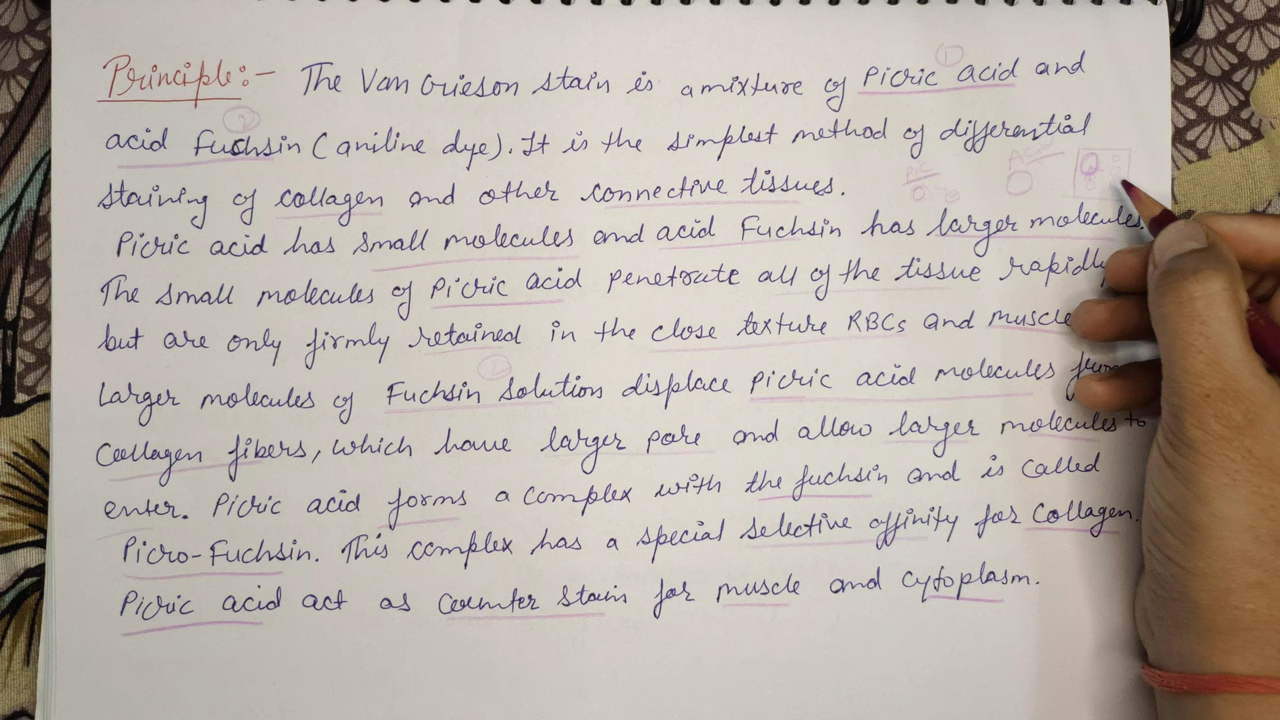 Principle:- The Van Grieson stain is a mixture of Picric acid and
acid Fuchsin (aniline dye). It is the simplest method of differential
staining of collagen and other connective tissues.
Picric acid has small molecules and acid Fuchsin has larger molecules.
The small molecules of Picric acid penetrate all of the tissue rapidly
but are only firmly retained in the close texture RBCs and muscle
Larger molecules of Fuchsin solution displace picric acid molecules from
Collagen fibers, which have larger pore and allow larger molecules to
enter. Picric acid forms a complex with the fuchsin and is called
Picro-Fuchsin. This complex has a special selective affinity for Collagen.
Picric acid act as counter stain for muscle and cytoplasm.